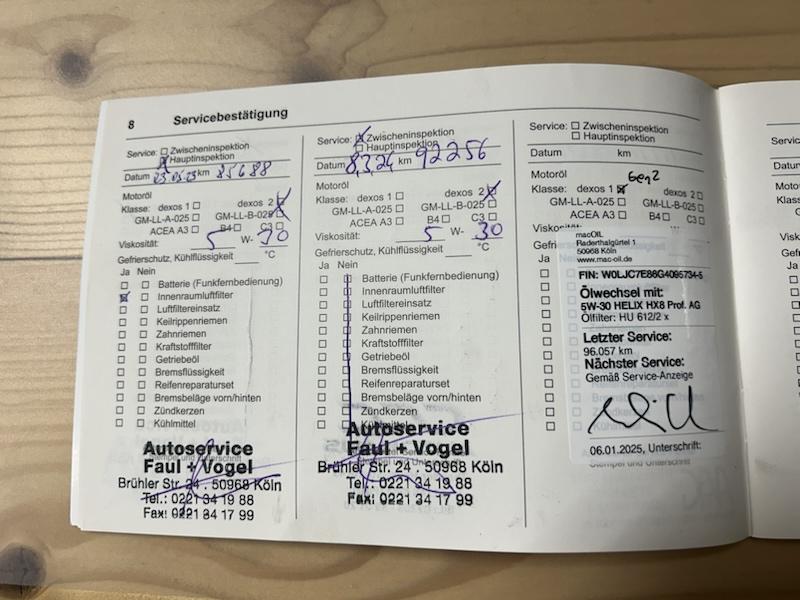 8 Servicebestätigung
Service: Zwischeninspektion
Hauptinspektion
Datum 23.05.23 km 85688
Motoröl
Klasse: dexos 1 dexos 2
GM-LL-A-025 GM-LL-B-025
ACEA A3 B4 C3
Viskosität: 5 W- 30
Gefrierschutz, Kühlflüssigkeit °C
Ja Nein
Batterie (Funkfernbedienung)
Innenraumluftfilter
Luftfiltereinsatz
Keilrippenriemen
Zahnriemen
Kraftstofffilter
Getriebeöl
Bremsflüssigkeit
Reifenreparaturset
Bremsbeläge vorn/hinten
Zündkerzen
Kühlmittel
Autoservice
Faul + Vogel
Brühler Str. 24 . 50968 Köln
Tel.: 0221 34 19 88
Fax: 0221 34 17 99
Service: Zwischeninspektion
Hauptinspektion
Datum 8,3,24 km 92256
Motoröl
Klasse: dexos 1 dexos 2
GM-LL-A-025 GM-LL-B-025
ACEA A3 B4 C3
Viskosität: 5 W- 30
Gefrierschutz, Kühlflüssigkeit °C
Ja Nein
Batterie (Funkfernbedienung)
Innenraumluftfilter
Luftfiltereinsatz
Keilrippenriemen
Zahnriemen
Kraftstofffilter
Getriebeöl
Bremsflüssigkeit
Reifenreparaturset
Bremsbeläge vorn/hinten
Zündkerzen
Kühlmittel
Autoservice
Faul + Vogel
Brühler Str. 24 . 50968 Köln
Tel.: 0221 34 19 88
Fax: 0221 34 17 99
Service: Zwischeninspektion
Hauptinspektion
Datum km
Motoröl Gen2
Klasse: dexos 1 dexos 2
GM-LL-A-025 GM-LL-B-025
ACEA A3 B4 C3
Ja
macOIL
Raderthalgürtel 1
50968 Köln
www.mac-oil.de
FIN: W0LJC7E86G4095734-5
Ölwechsel mit:
5W-30 HELIX HX8 Prof. AG
Ölfilter: HU 612/2 x
Letzter Service:
96.057 km
Nächster Service:
Gemäß Service-Anzeige
06.01.2025, Unterschrift:
Stempel und Unterschrift